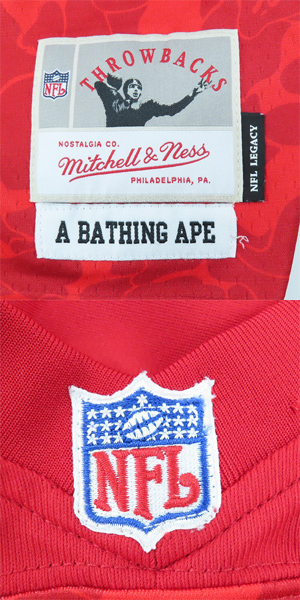 THROWBACKS
NFL
NOSTALGIA CO.
Mitchell & Ness
PHILADELPHIA, PA.
NFL LEGACY
A BATHING APE
NFL